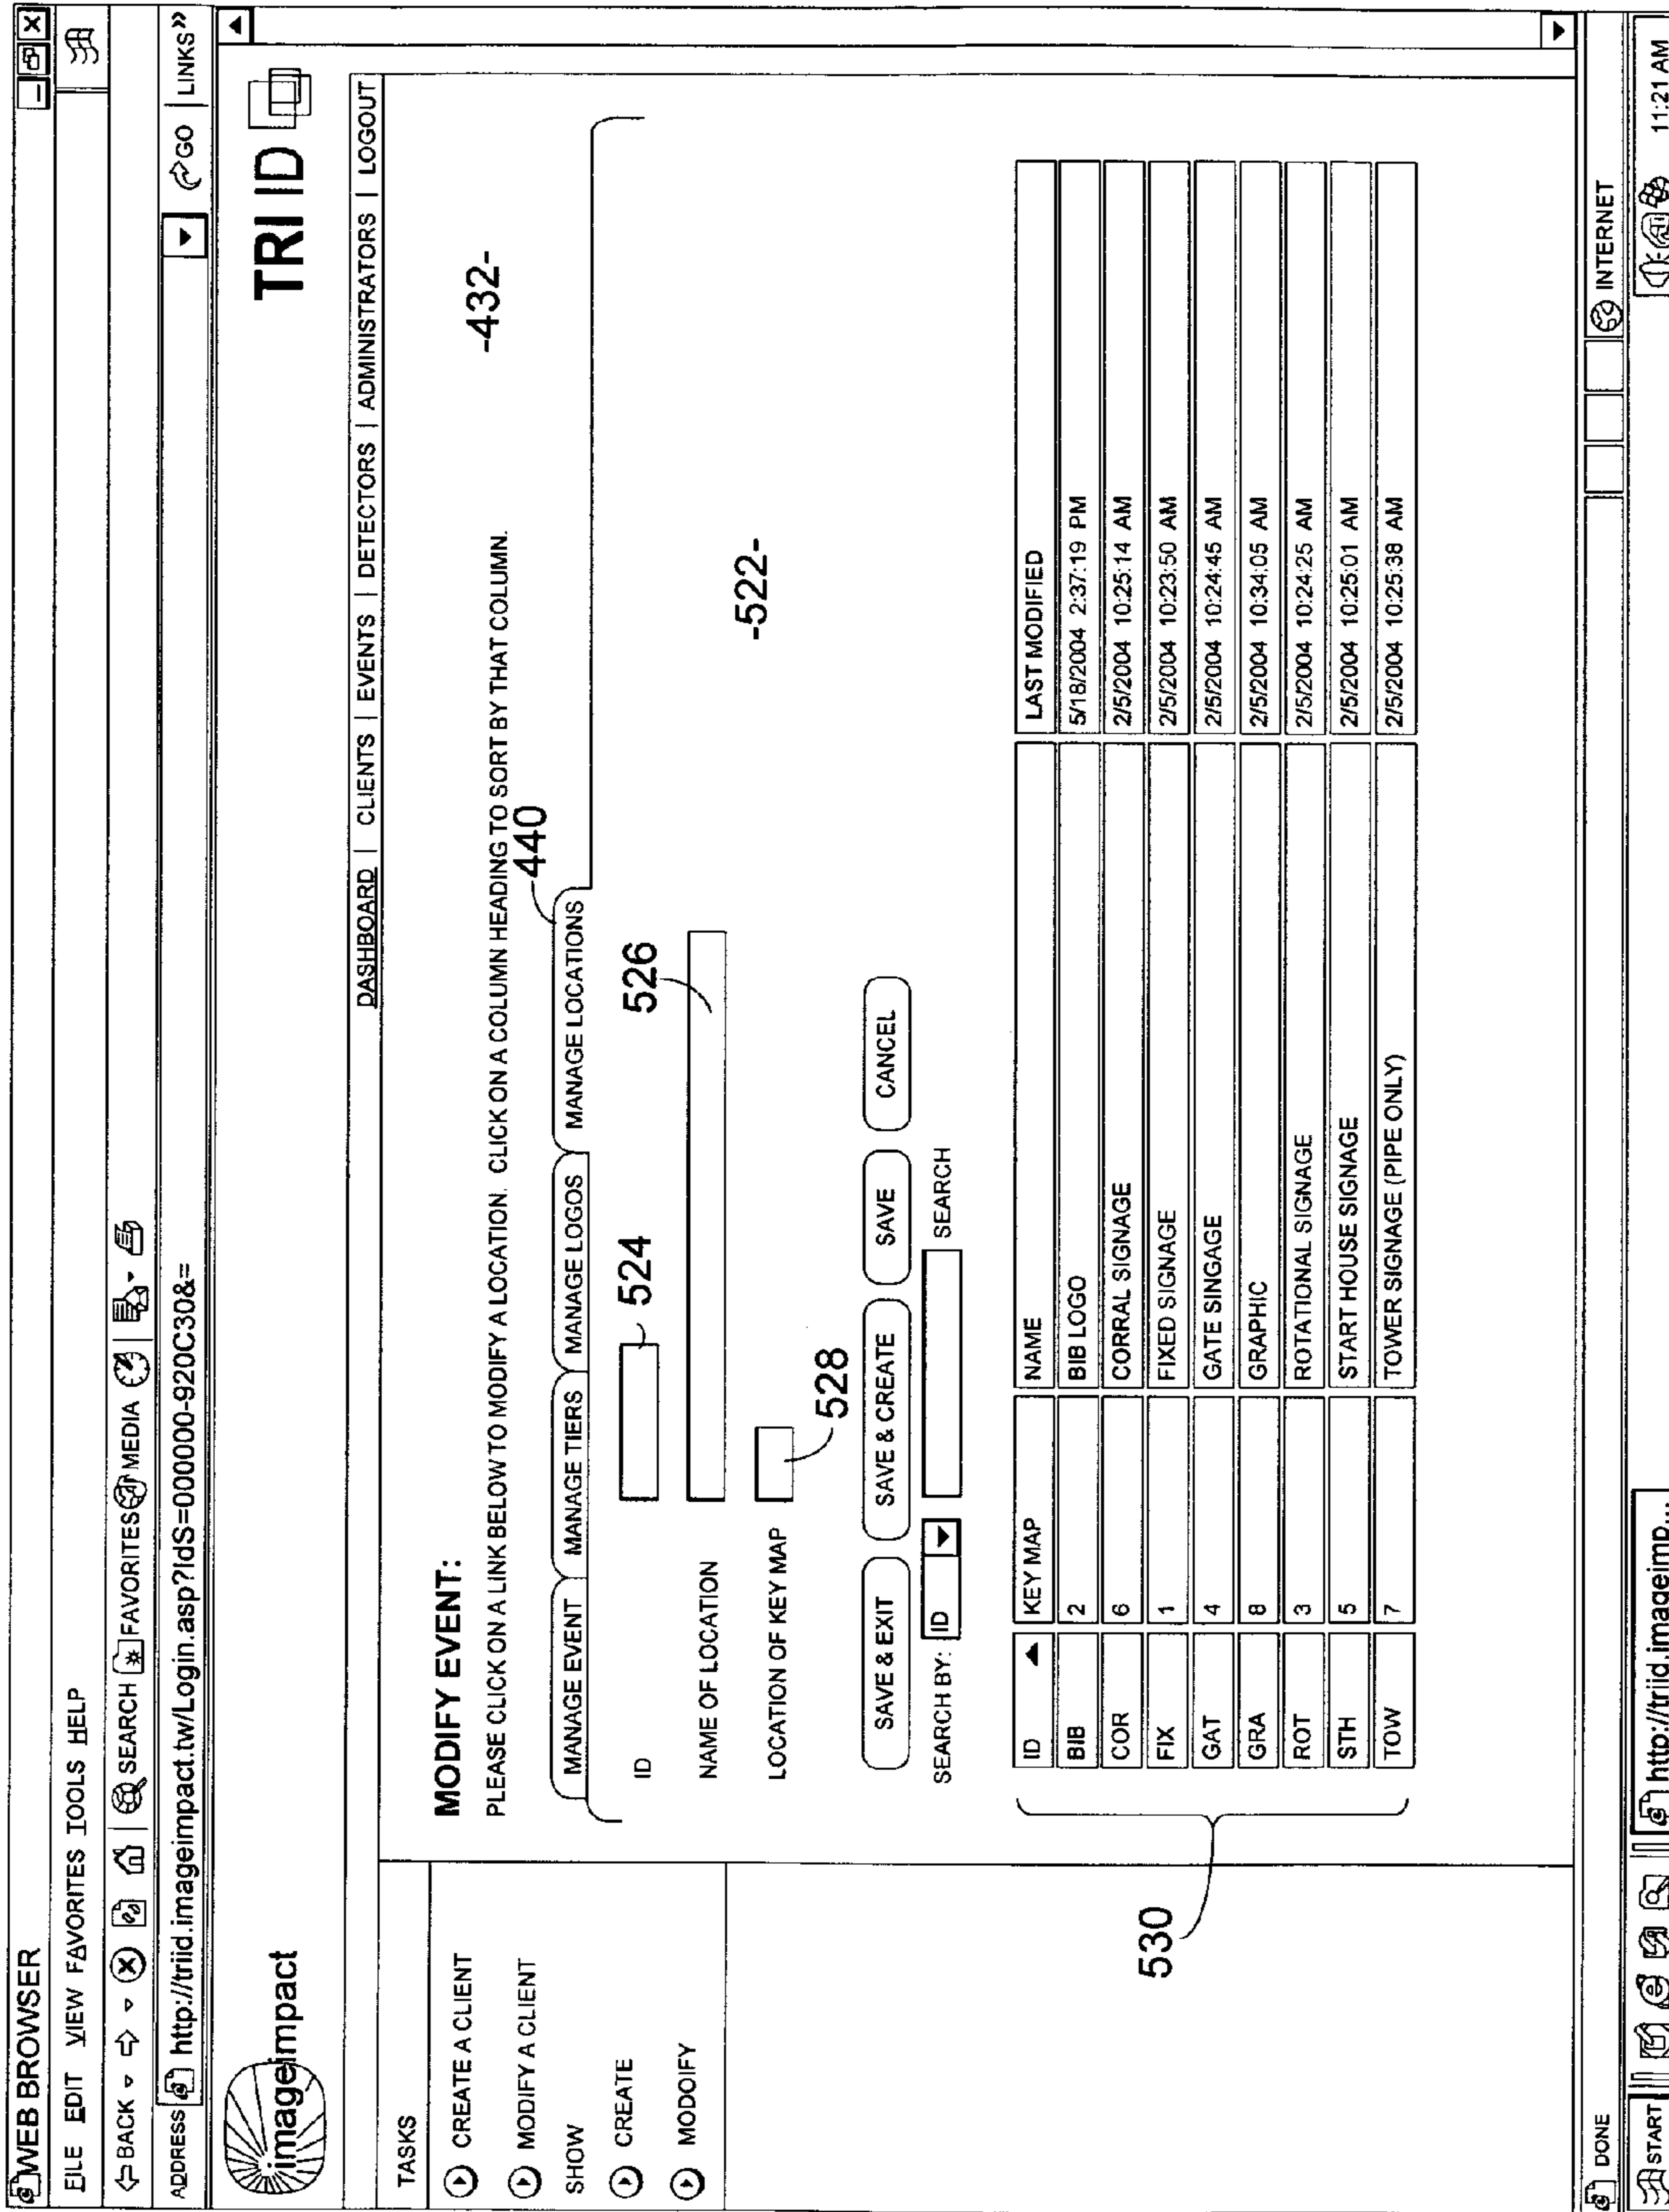 WEB BROWSER
FILE EDIT VIEW FAVORITES TOOLS HELP
BACK SEARCH FAVORITES MEDIA
ADDRESS http://triid.imageimpact.tw/Login.asp?IdS=000000-920C30&= GO LINKS»
imageimpact
TRI ID
DASHBOARD | CLIENTS | EVENTS | DETECTORS | ADMINISTRATORS | LOGOUT
TASKS
CREATE A CLIENT
MODIFY A CLIENT
SHOW
CREATE
MODOIFY
MODIFY EVENT:
-432-
PLEASE CLICK ON A LINK BELOW TO MODIFY A LOCATION. CLICK ON A COLUMN HEADING TO SORT BY THAT COLUMN.
440
MANAGE EVENT MANAGE TIERS MANAGE LOGOS MANAGE LOCATIONS
ID 524
526
NAME OF LOCATION
-522-
LOCATION OF KEY MAP
528
SAVE & EXIT SAVE & CREATE SAVE CANCEL
SEARCH BY: ID SEARCH
ID KEY MAP NAME LAST MODIFIED
BIB 2 BIB LOGO 5/18/2004 2:37:19 PM
COR 6 CORRAL SIGNAGE 2/5/2004 10:25:14 AM
FIX 1 FIXED SIGNAGE 2/5/2004 10:23:50 AM
GAT 4 GATE SINGAGE 2/5/2004 10:24:45 AM
GRA 8 GRAPHIC 2/5/2004 10:34:05 AM
ROT 3 ROTATIONAL SIGNAGE 2/5/2004 10:24:25 AM
STH 5 START HOUSE SIGNAGE 2/5/2004 10:25:01 AM
TOW 7 TOWER SIGNAGE (PIPE ONLY) 2/5/2004 10:25:38 AM
530
DONE INTERNET
START http://triid.imageimp... 11:21 AM